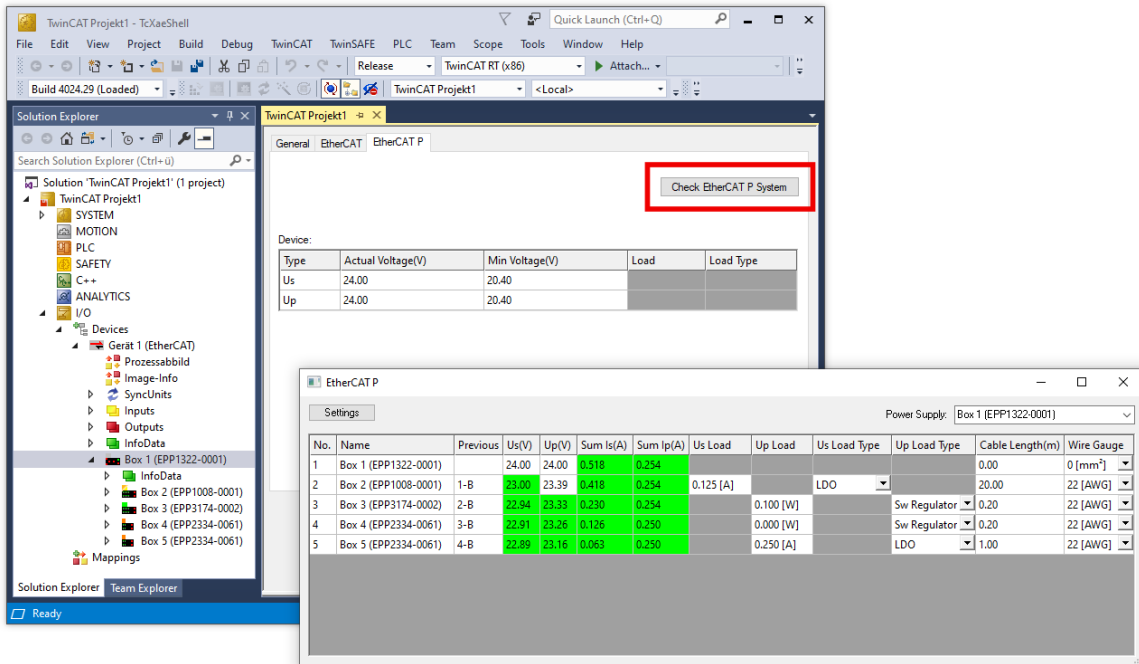 TwinCAT Projekt1 - TcXaeShell
Quick Launch (Ctrl+Q)
File Edit View Project Build Debug TwinCAT TwinSAFE PLC Team Scope Tools Window Help
Release TwinCAT RT (x86) Attach...
Build 4024.29 (Loaded) TwinCAT Projekt1 <Local>
Solution Explorer
Search Solution Explorer (Ctrl+ü)
Solution 'TwinCAT Projekt1' (1 project)
TwinCAT Projekt1
SYSTEM
MOTION
PLC
SAFETY
C++
ANALYTICS
I/O
Devices
Gerät 1 (EtherCAT)
Prozessabbild
Image-Info
SyncUnits
Inputs
Outputs
InfoData
Box 1 (EPP1322-0001)
InfoData
Box 2 (EPP1008-0001)
Box 3 (EPP3174-0002)
Box 4 (EPP2334-0061)
Box 5 (EPP2334-0061)
Mappings
Solution Explorer Team Explorer
Ready
TwinCAT Projekt1
General EtherCAT EtherCAT P
Check EtherCAT P System
Device:
Type Actual Voltage(V) Min Voltage(V) Load Load Type
Us 24.00 20.40
Up 24.00 20.40
EtherCAT P
Settings
Power Supply: Box 1 (EPP1322-0001)
No. Name Previous Us(V) Up(V) Sum Is(A) Sum Ip(A) Us Load Up Load Us Load Type Up Load Type Cable Length(m) Wire Gauge
1 Box 1 (EPP1322-0001) 24.00 24.00 0.518 0.254 0.00 0 [mm²]
2 Box 2 (EPP1008-0001) 1-B 23.00 23.39 0.418 0.254 0.125 [A] LDO 20.00 22 [AWG]
3 Box 3 (EPP3174-0002) 2-B 22.94 23.33 0.230 0.254 0.100 [W] Sw Regulator 0.20 22 [AWG]
4 Box 4 (EPP2334-0061) 3-B 22.91 23.26 0.126 0.250 0.000 [W] Sw Regulator 0.20 22 [AWG]
5 Box 5 (EPP2334-0061) 4-B 22.89 23.16 0.063 0.250 0.250 [A] LDO 1.00 22 [AWG]